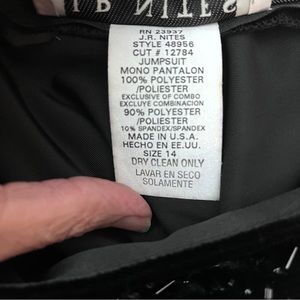 J.R. NITES
RN 23937
J.R. NITES
STYLE 48956
CUT # 12784
JUMPSUIT
MONO PANTALON
100% POLYESTER
/POLIESTER
EXCLUSIVE OF COMBO
EXCLUYE COMBINACION
90% POLYESTER
/POLIESTER
10% SPANDEX/SPANDEX
MADE IN U.S.A.
HECHO EN EE.UU.
SIZE 14
DRY CLEAN ONLY
LAVAR EN SECO
SOLAMENTE